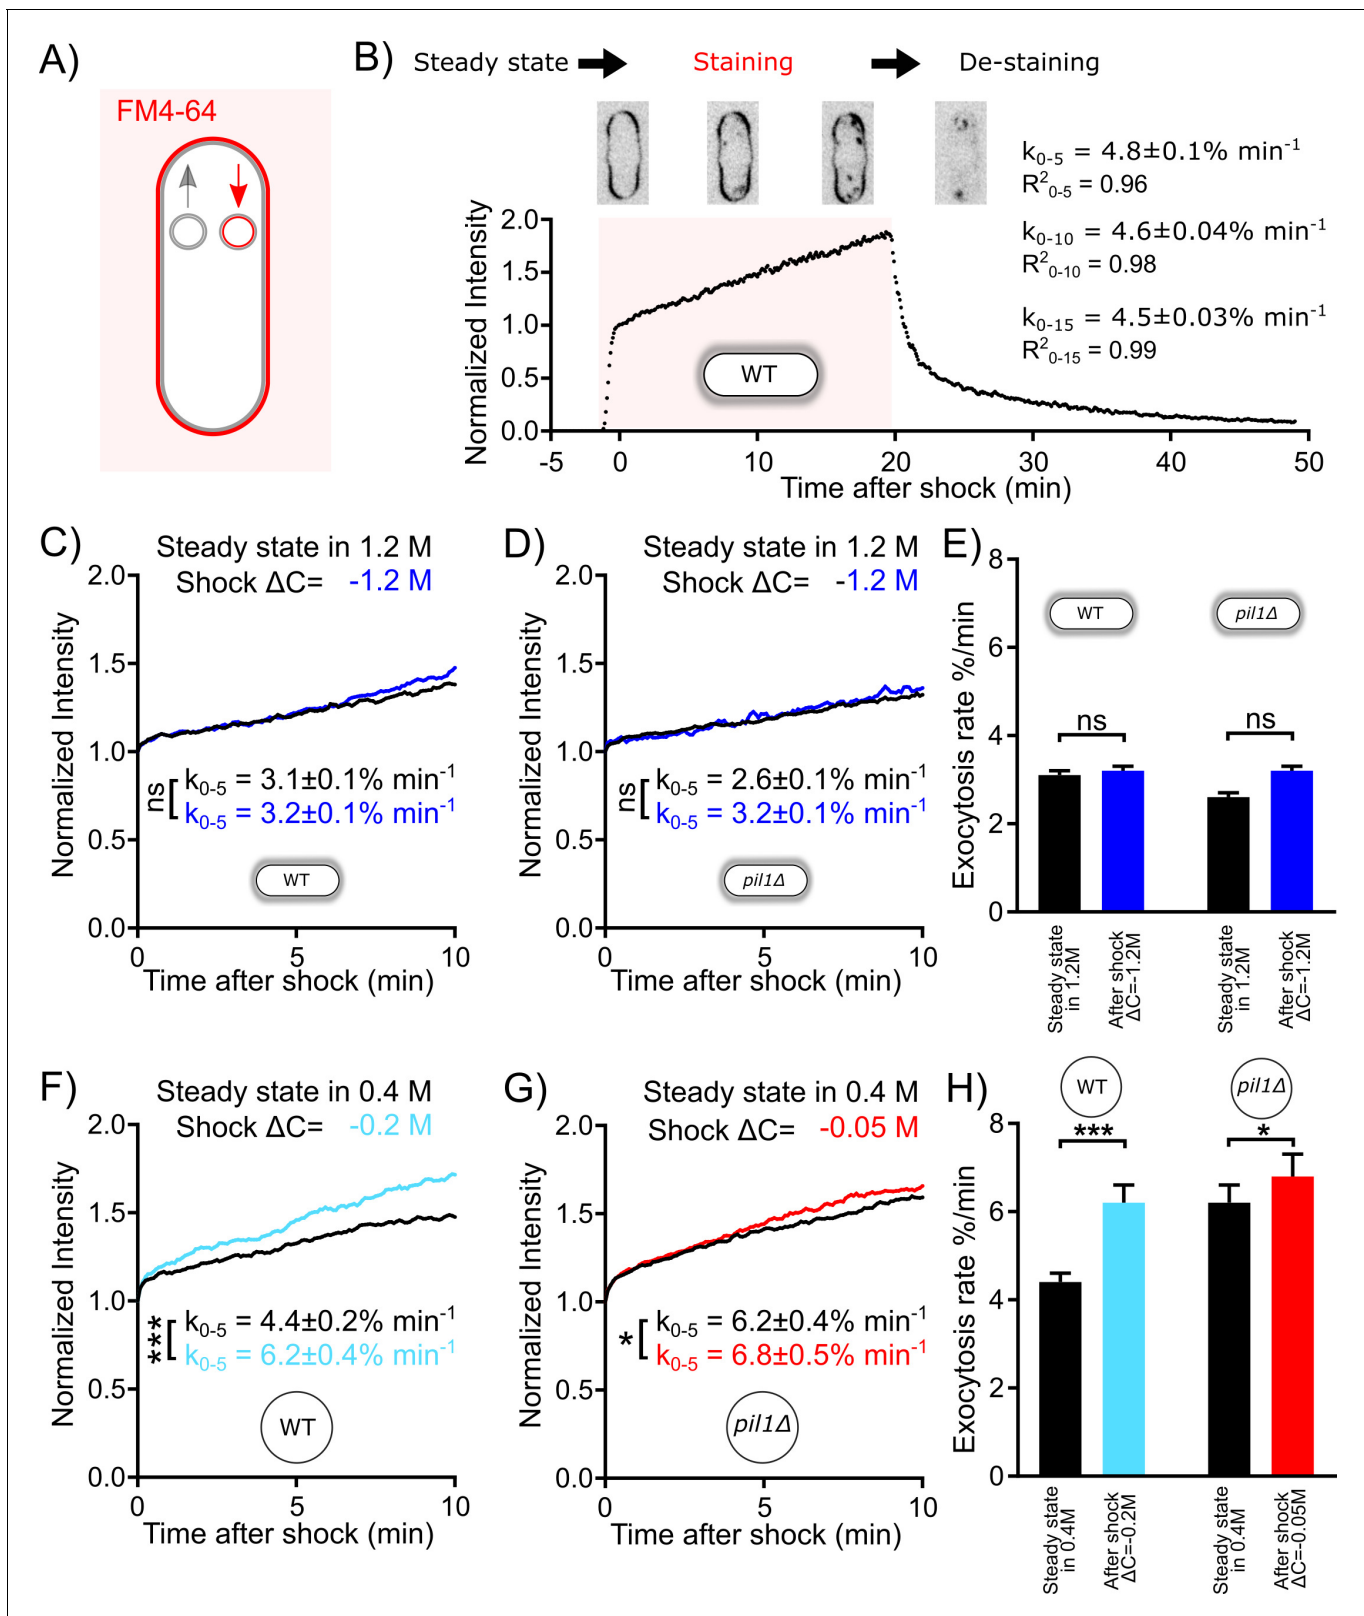 A)
FM4-64
B)
Steady state
Staining
De-staining
k0-5 = 4.8±0.1% min-1
R20-5 = 0.96
k0-10 = 4.6±0.04% min-1
R20-10 = 0.98
k0-15 = 4.5±0.03% min-1
R20-15 = 0.99
Normalized Intensity
2.0
1.5
1.0
0.5
0.0
WT
-5 0 10 20 30 40 50
Time after shock (min)
C)
Steady state in 1.2 M
Shock ΔC= -1.2 M
Normalized Intensity
2.0
1.5
1.0
0.5
0.0
ns
k0-5 = 3.1±0.1% min-1
k0-5 = 3.2±0.1% min-1
WT
0 5 10
Time after shock (min)
D)
Steady state in 1.2 M
Shock ΔC= -1.2 M
Normalized Intensity
2.0
1.5
1.0
0.5
0.0
ns
k0-5 = 2.6±0.1% min-1
k0-5 = 3.2±0.1% min-1
pil1Δ
0 5 10
Time after shock (min)
E)
Exocytosis rate %/min
8
6
4
2
0
WT
pil1Δ
ns
ns
Steady state
in 1.2M
After shock
ΔC=-1.2M
Steady state
in 1.2M
After shock
ΔC=-1.2M
F)
Steady state in 0.4 M
Shock ΔC= -0.2 M
Normalized Intensity
2.0
1.5
1.0
0.5
0.0
***
k0-5 = 4.4±0.2% min-1
k0-5 = 6.2±0.4% min-1
WT
0 5 10
Time after shock (min)
G)
Steady state in 0.4 M
Shock ΔC= -0.05 M
Normalized Intensity
2.0
1.5
1.0
0.5
0.0
*
k0-5 = 6.2±0.4% min-1
k0-5 = 6.8±0.5% min-1
pil1Δ
0 5 10
Time after shock (min)
H)
WT
pil1Δ
Exocytosis rate %/min
8
6
4
2
0
***
*
Steady state
in 0.4M
After shock
ΔC=-0.2M
Steady state
in 0.4M
After shock
ΔC=-0.05M